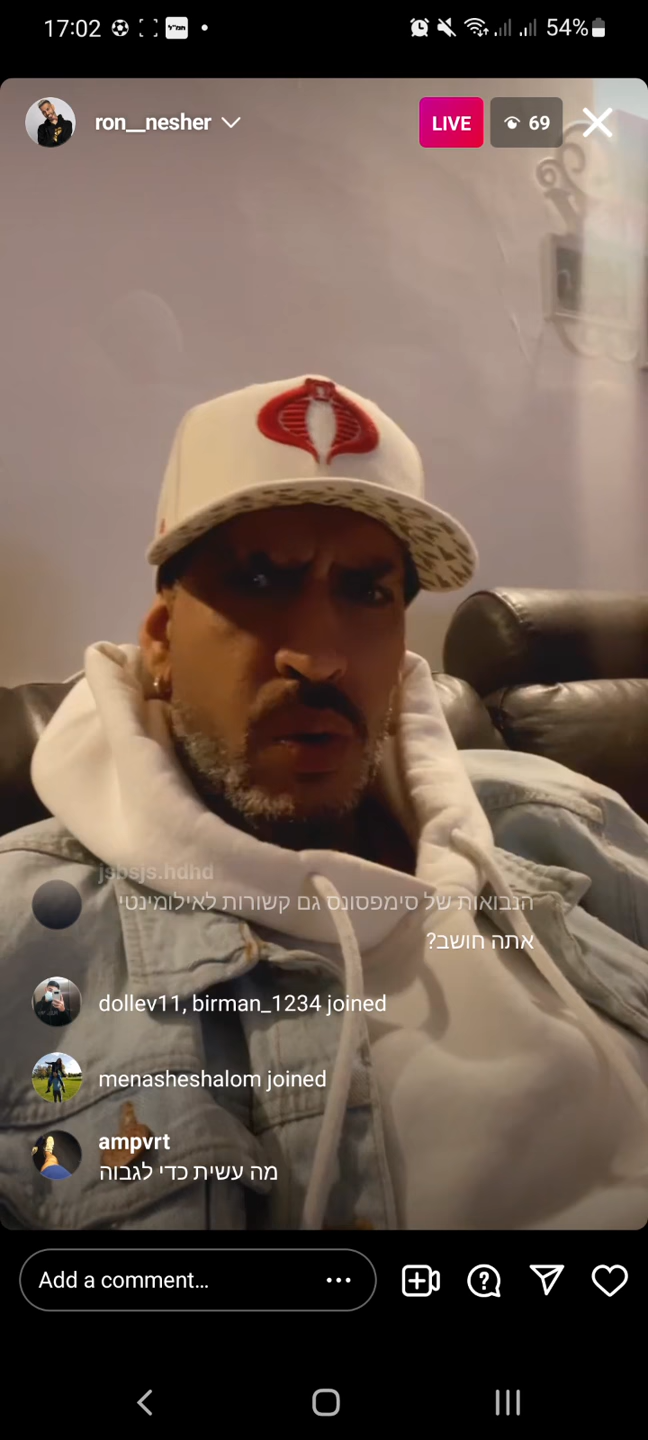 17:02
54%
ron__nesher
LIVE
69
jsbsjs.hdhd
הנבואות של סימפסונס גם קשורות לאילומינטי
אתה חושב?
dollev11, birman_1234 joined
menasheshalom joined
ampvrt
מה עשית כדי לגבוה
Add a comment...